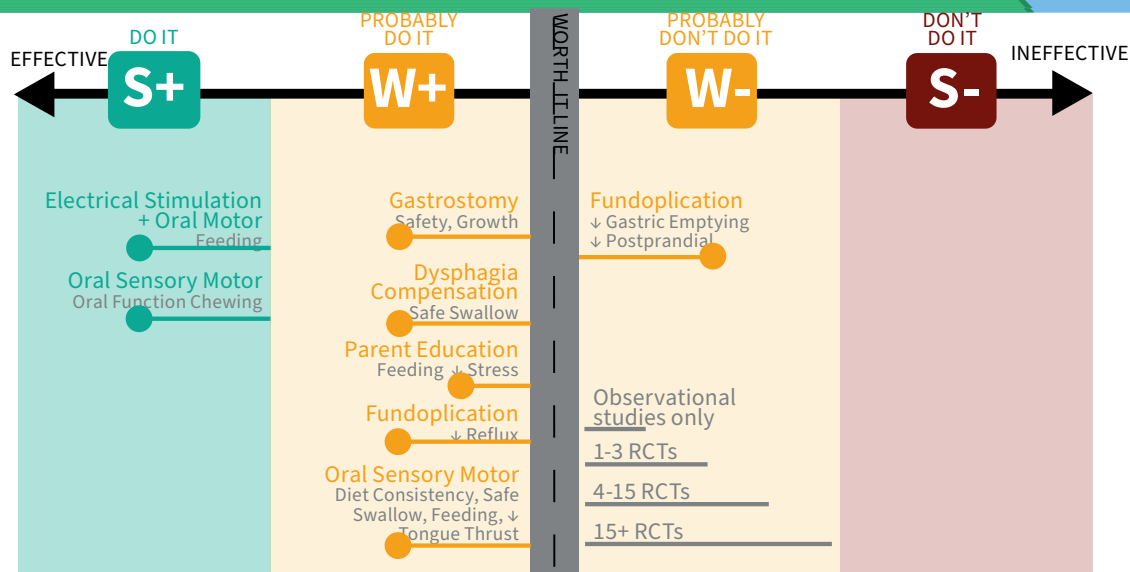 DO IT
PROBABLY
DO IT
PROBABLY
DON'T DO IT
DON'T
DO IT
EFFECTIVE
INEFFECTIVE
S+
W+
WORTH IT LINE
W-
S-
Electrical Stimulation
+ Oral Motor
Feeding
Oral Sensory Motor
Oral Function Chewing
Gastrostomy
Safety, Growth
Dysphagia
Compensation
Safe Swallow
Parent Education
Feeding ↓ Stress
Fundoplication
↓ Reflux
Oral Sensory Motor
Diet Consistency, Safe
Swallow, Feeding, ↓
Tongue Thrust
Fundoplication
↓ Gastric Emptying
↓ Postprandial
Observational
studies only
1-3 RCTs
4-15 RCTs
15+ RCTs